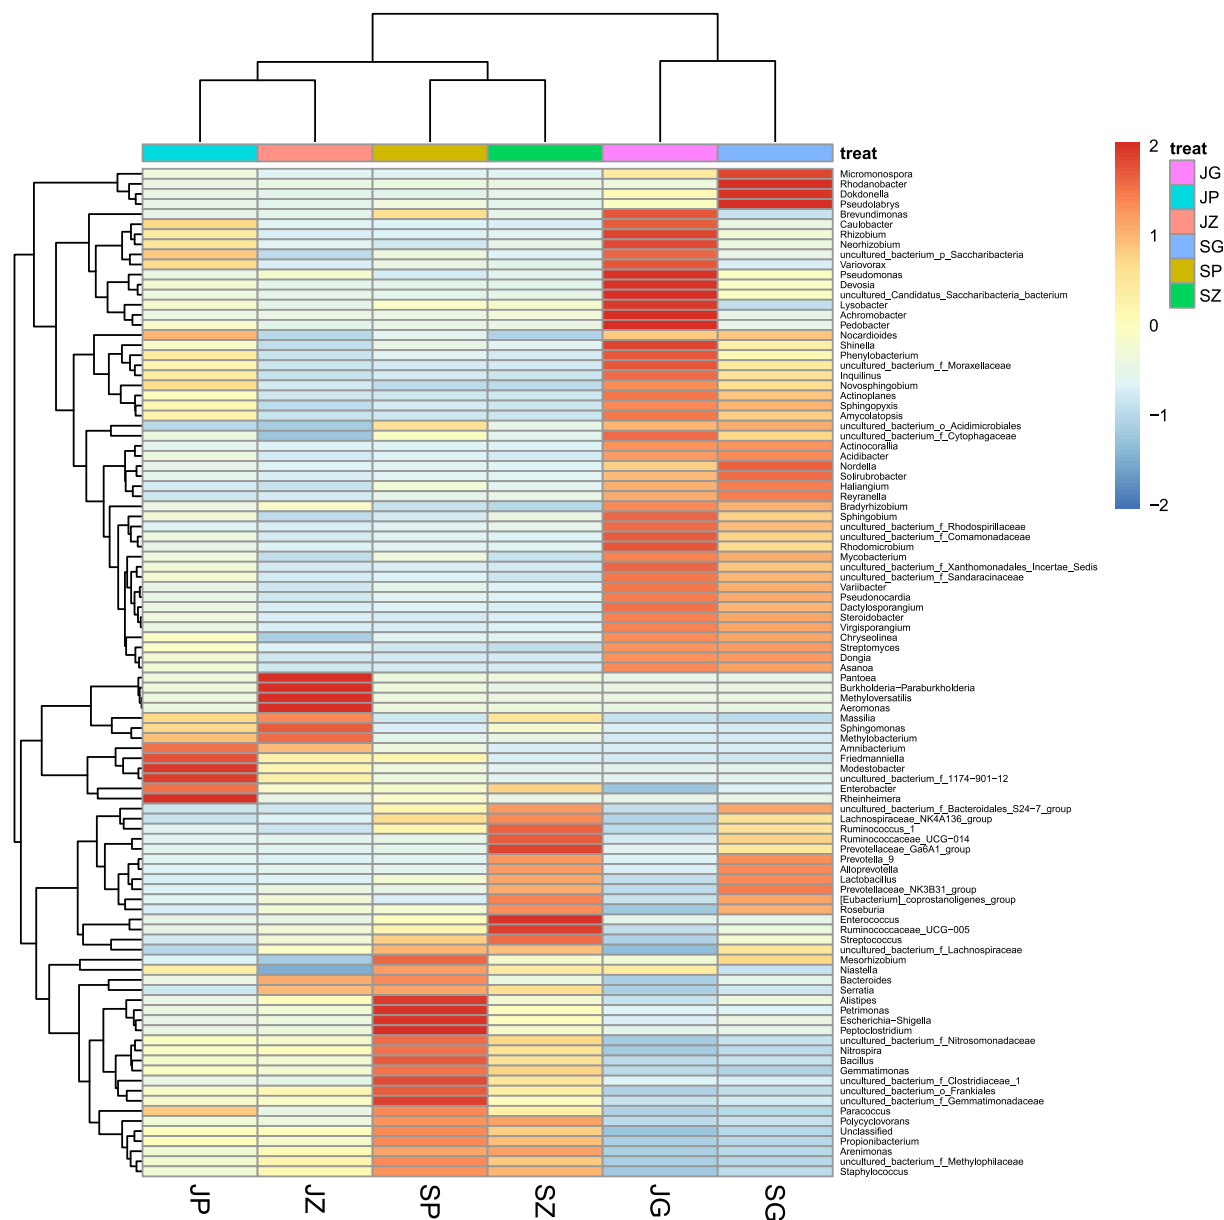 treat
Micromonospora
Rhodanobacter
Dokdonella
Pseudolabrys
Brevundimonas
Caulobacter
Rhizobium
Neorhizobium
uncultured_bacterium_p_Saccharibacteria
Variovorax
Pseudomonas
Devosia
uncultured_Candidatus_Saccharibacteria_bacterium
Lysobacter
Achromobacter
Pedobacter
Nocardioides
Shinella
Phenylobacterium
uncultured_bacterium_f_Moraxellaceae
Inquilinus
Novosphingobium
Actinoplanes
Sphingopyxis
Amycolatopsis
uncultured_bacterium_o_Acidimicrobiales
uncultured_bacterium_f_Cytophagaceae
Actinocorallia
Acidibacter
Nordella
Solirubrobacter
Haliangium
Reyranella
Bradyrhizobium
Sphingobium
uncultured_bacterium_f_Rhodospirillaceae
uncultured_bacterium_f_Comamonadaceae
Rhodomicrobium
Mycobacterium
uncultured_bacterium_f_Xanthomonadales_Incertae_Sedis
uncultured_bacterium_f_Sandaracinaceae
Variibacter
Pseudonocardia
Dactylosporangium
Steroidobacter
Virgisporangium
Chryseolinea
Streptomyces
Dongia
Asanoa
Pantoea
Burkholderia−Paraburkholderia
Methyloversatilis
Aeromonas
Massilia
Sphingomonas
Methylobacterium
Amnibacterium
Friedmanniella
Modestobacter
uncultured_bacterium_f_1174−901−12
Enterobacter
Rheinheimera
uncultured_bacterium_f_Bacteroidales_S24−7_group
Lachnospiraceae_NK4A136_group
Ruminococcus_1
Ruminococcaceae_UCG−014
Prevotellaceae_Ga6A1_group
Prevotella_9
Alloprevotella
Lactobacillus
Prevotellaceae_NK3B31_group
[Eubacterium]_coprostanoligenes_group
Roseburia
Enterococcus
Ruminococcaceae_UCG−005
Streptococcus
uncultured_bacterium_f_Lachnospiraceae
Mesorhizobium
Niastella
Bacteroides
Serratia
Alistipes
Petrimonas
Escherichia−Shigella
Peptoclostridium
uncultured_bacterium_f_Nitrosomonadaceae
Nitrospira
Bacillus
Gemmatimonas
uncultured_bacterium_f_Clostridiaceae_1
uncultured_bacterium_o_Frankiales
uncultured_bacterium_f_Gemmatimonadaceae
Paracoccus
Polycyclovorans
Unclassified
Propionibacterium
Arenimonas
uncultured_bacterium_f_Methylophilaceae
Staphylococcus
JP
JZ
SP
SZ
JG
SG
2
1
0
−1
−2
treat
JG
JP
JZ
SG
SP
SZ